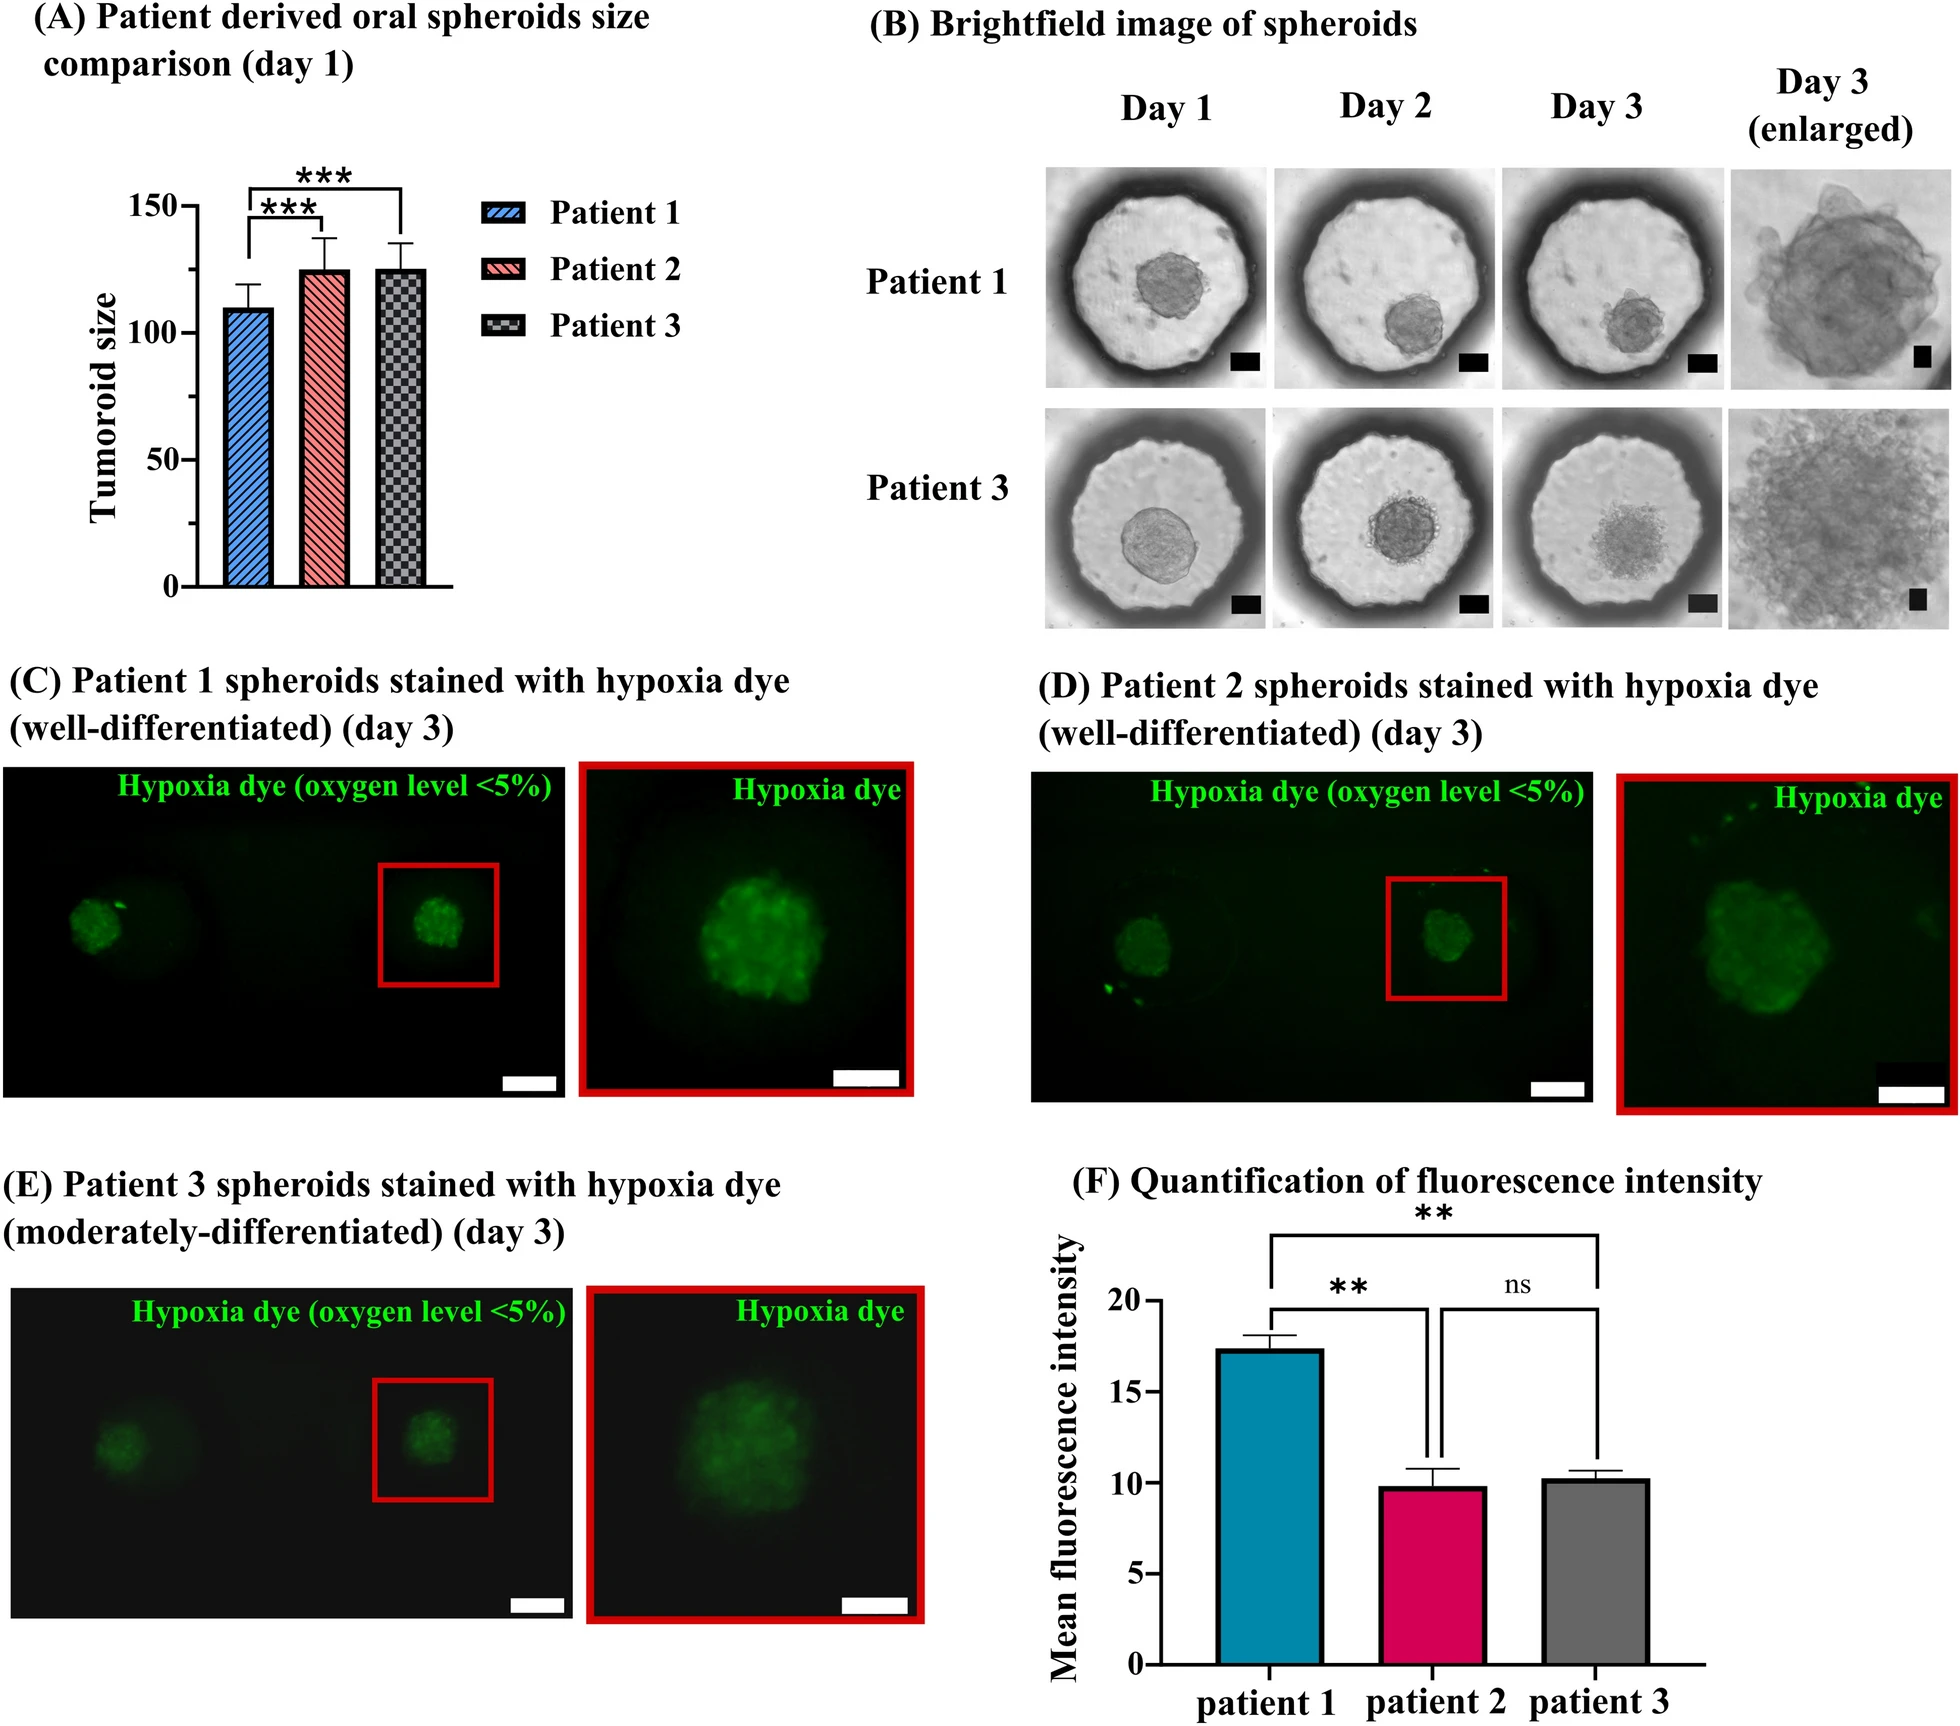 (A) Patient derived oral spheroids size
comparison (day 1)
***
***
150
100
50
0
Tumoroid size
Patient 1
Patient 2
Patient 3
(B) Brightfield image of spheroids
Day 1
Day 2
Day 3
Day 3
(enlarged)
Patient 1
Patient 3
(C) Patient 1 spheroids stained with hypoxia dye
(well-differentiated) (day 3)
Hypoxia dye (oxygen level <5%)
Hypoxia dye
(D) Patient 2 spheroids stained with hypoxia dye
(well-differentiated) (day 3)
Hypoxia dye (oxygen level <5%)
Hypoxia dye
(E) Patient 3 spheroids stained with hypoxia dye
(moderately-differentiated) (day 3)
Hypoxia dye (oxygen level <5%)
Hypoxia dye
(F) Quantification of fluorescence intensity
**
**
ns
20
15
10
5
0
Mean fluorescence intensity
patient 1
patient 2
patient 3